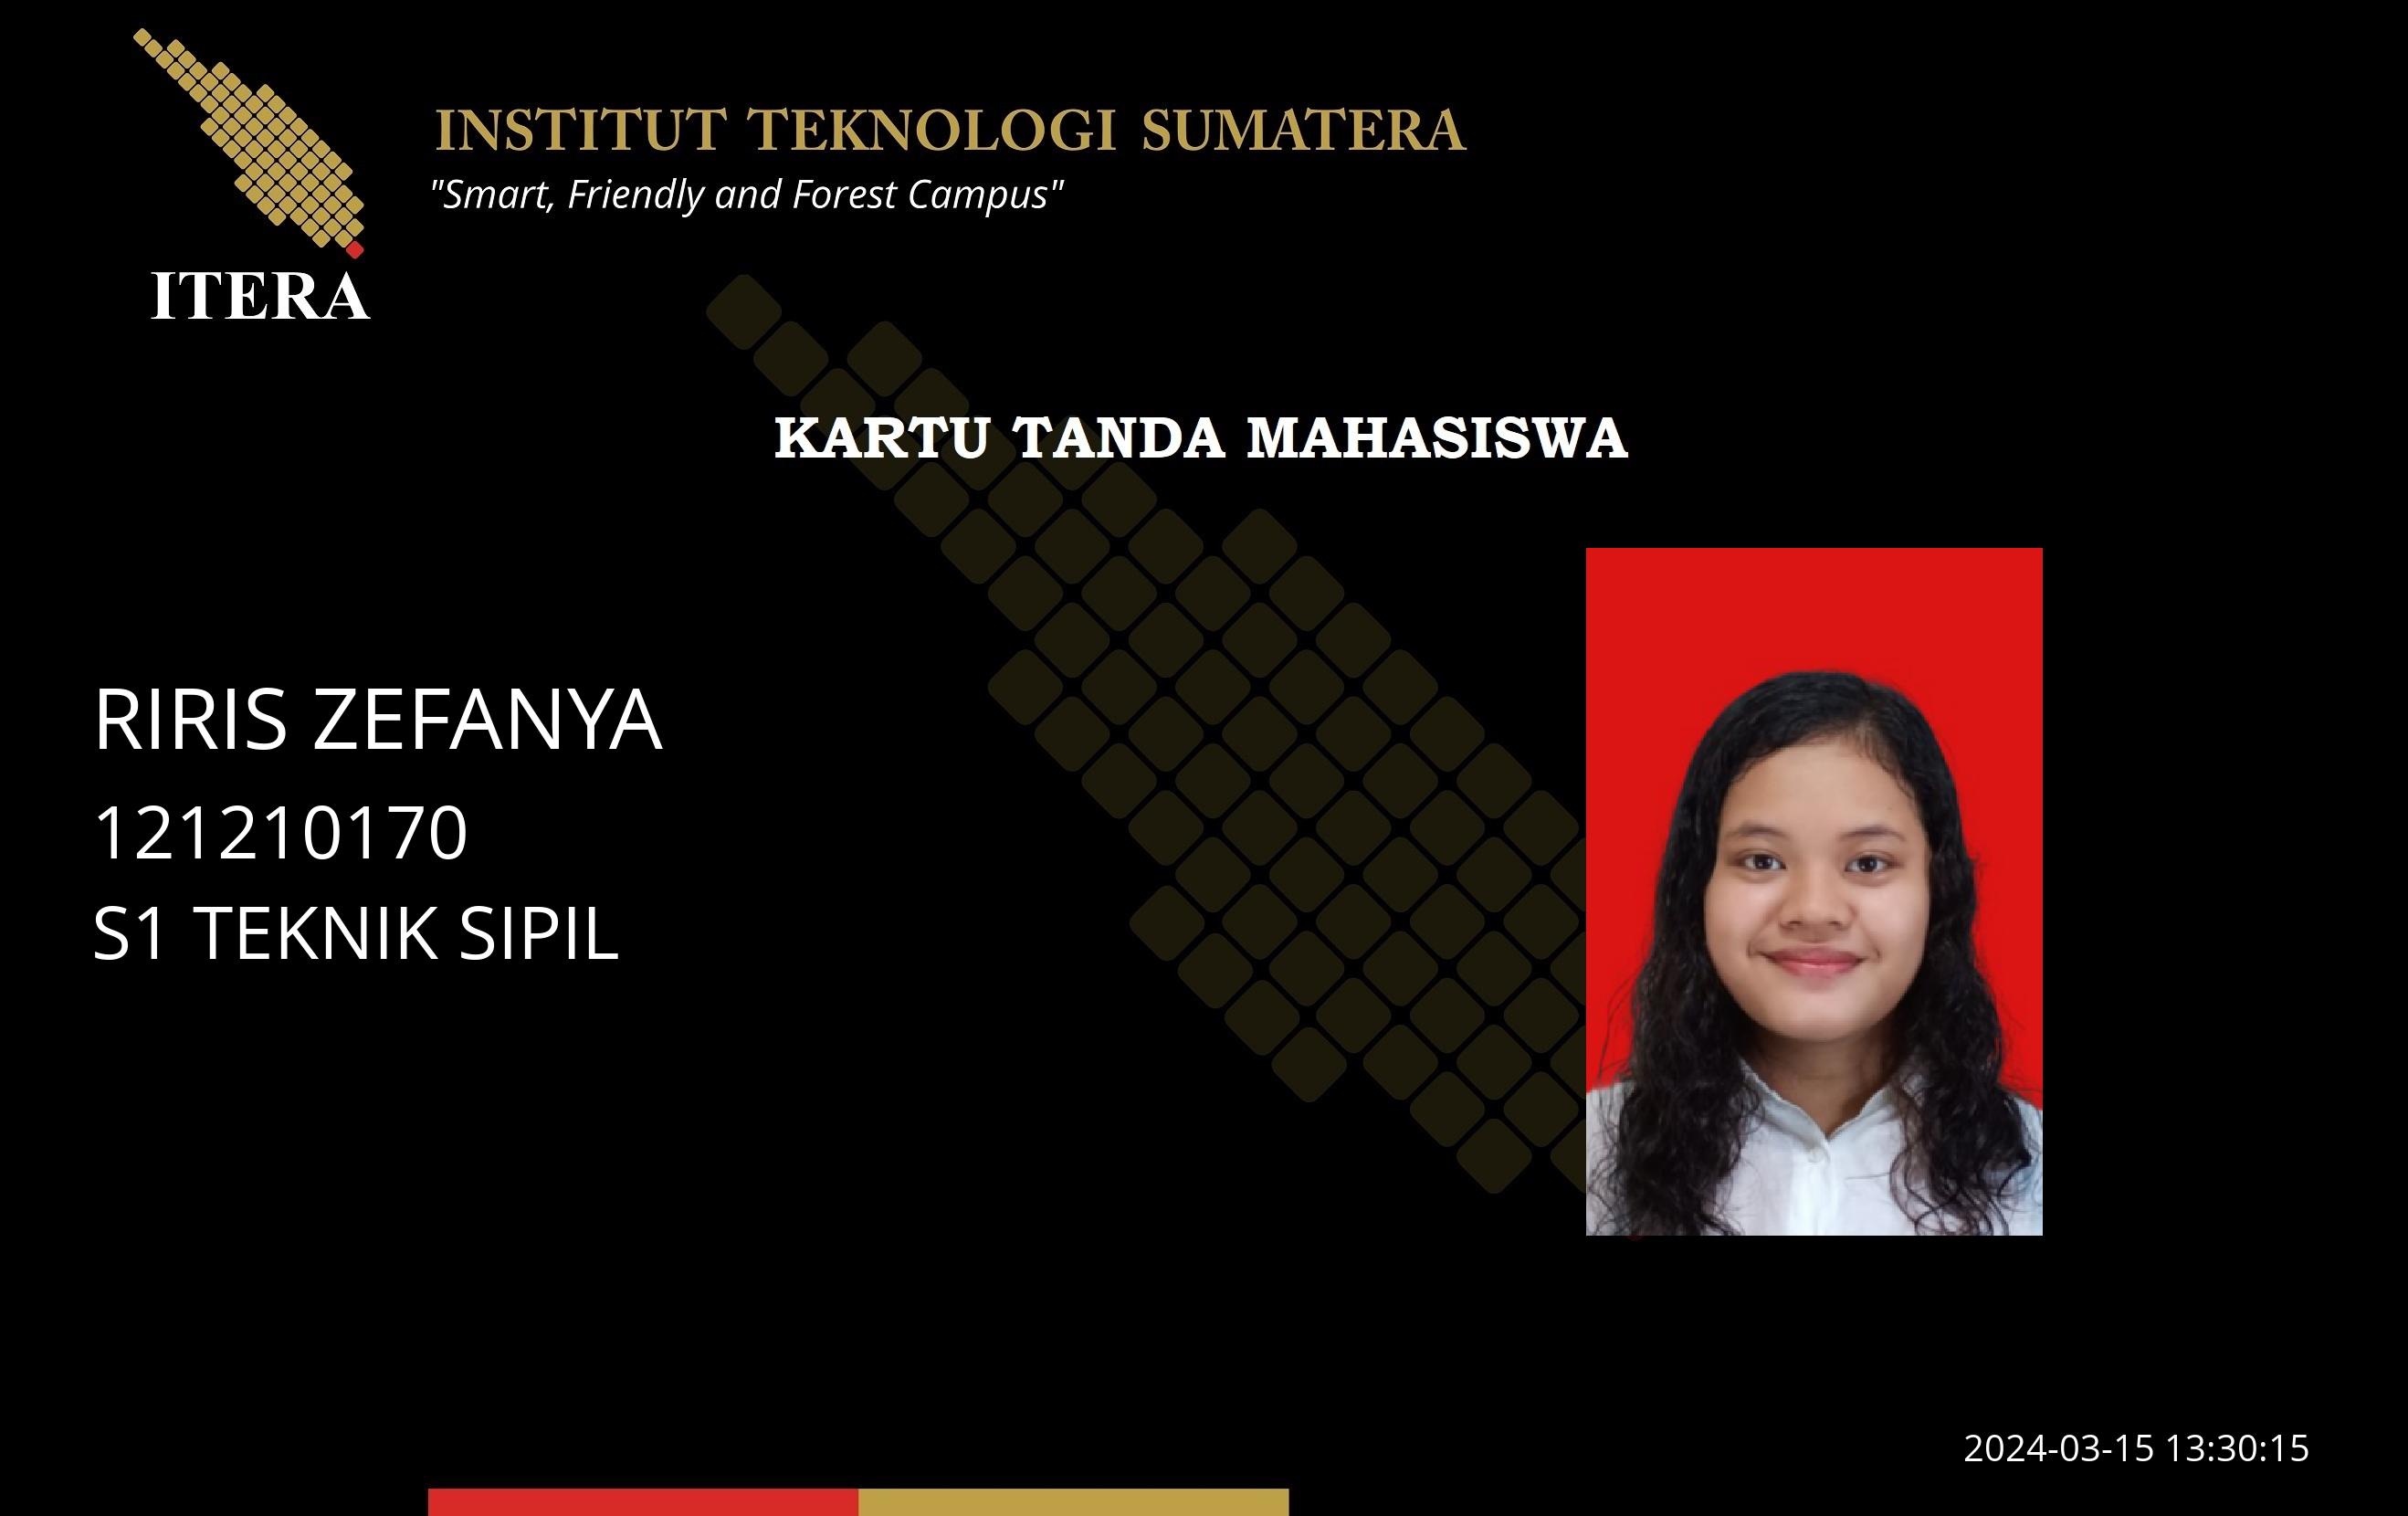 INSTITUT TEKNOLOGI SUMATERA
"Smart, Friendly and Forest Campus"
ITERA
KARTU TANDA MAHASISWA
RIRIS ZEFANYA
121210170
S1 TEKNIK SIPIL
2024-03-15 13:30:15